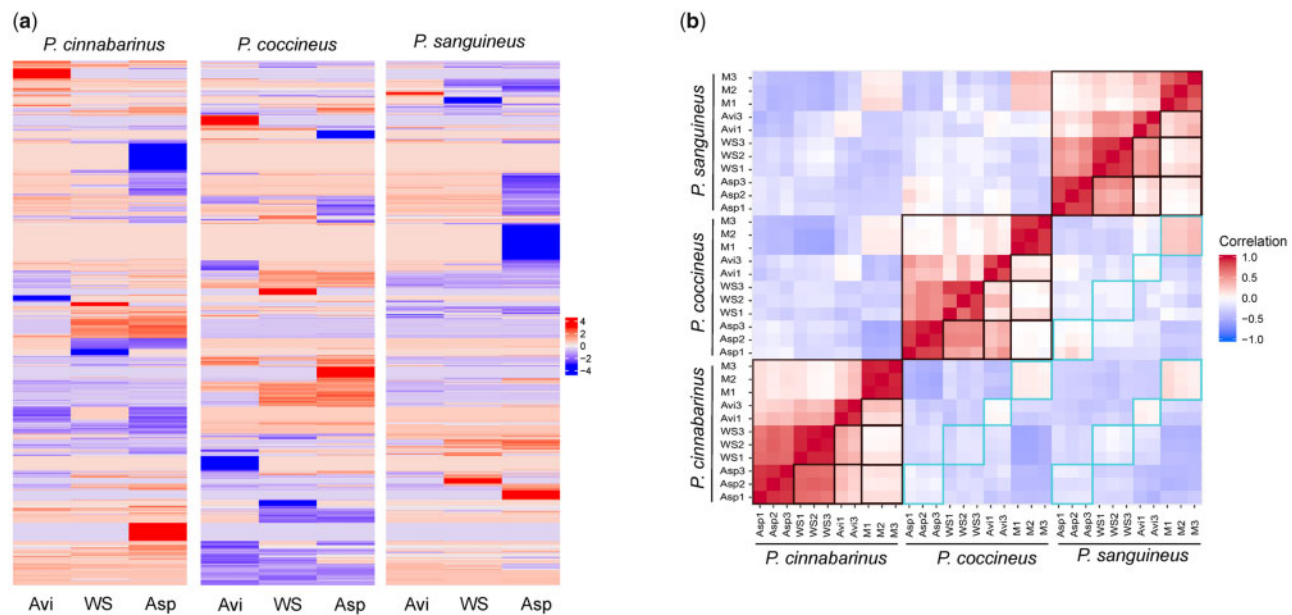 (a)
P. cinnabarinus
P. coccineus
P. sanguineus
4
2
0
−2
−4
Avi WS Asp
Avi WS Asp
Avi WS Asp
(b)
P. sanguineus
M3
M2
M1
Avi3
Avi1
WS3
WS2
WS1
Asp3
Asp2
Asp1
P. coccineus
M3
M2
M1
Avi3
Avi1
WS3
WS2
WS1
Asp3
Asp2
Asp1
P. cinnabarinus
M3
M2
M1
Avi3
Avi1
WS3
WS2
WS1
Asp3
Asp2
Asp1
Correlation
1.0
0.5
0.0
−0.5
−1.0
Asp1 Asp2 Asp3 WS1 WS2 WS3 Avi1 Avi3 M1 M2 M3 Asp1 Asp2 Asp3 WS1 WS2 WS3 Avi1 Avi3 M1 M2 M3 Asp1 Asp2 Asp3 WS1 WS2 WS3 Avi1 Avi3 M1 M2 M3
P. cinnabarinus P. coccineus P. sanguineus